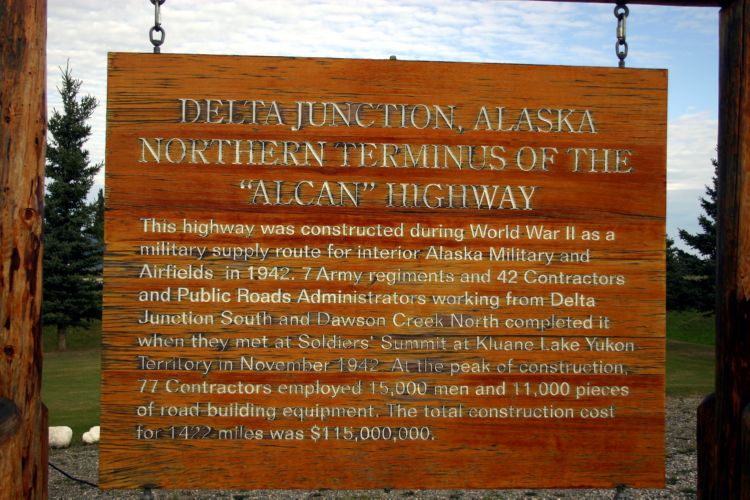 DELTA JUNCTION, ALASKA
NORTHERN TERMINUS OF THE
"ALCAN" HIGHWAY
This highway was constructed during World War II as a
military supply route for interior Alaska Military and
Airfields in 1942. 7 Army regiments and 42 Contractors
and Public Roads Administrators working from Delta
Junction South and Dawson Creek North completed it
when they met at Soldiers' Summit at Kluane Lake Yukon
Territory in November 1942. At the peak of construction,
77 Contractors employed 15,000 men and 11,000 pieces
of road building equipment. The total construction cost
for 1422 miles was $115,000,000.